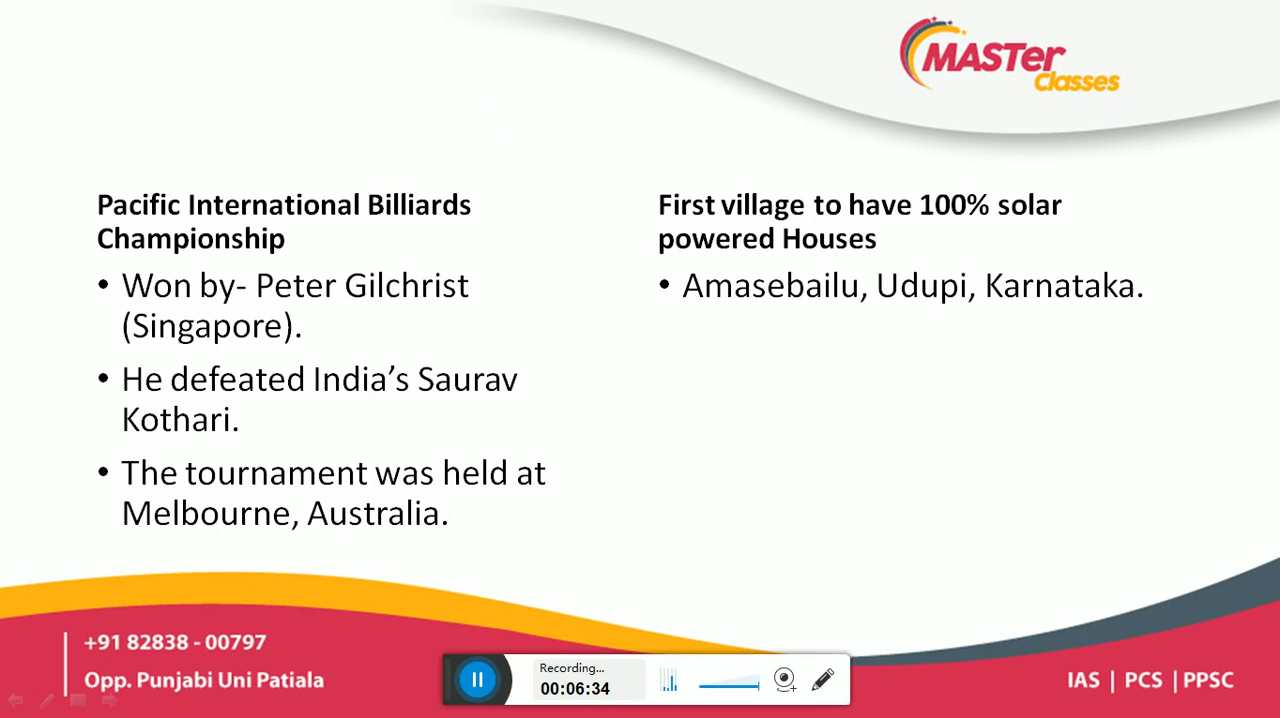 MASTer
Classes
Pacific International Billiards
Championship
• Won by- Peter Gilchrist
(Singapore).
• He defeated India’s Saurav
Kothari.
• The tournament was held at
Melbourne, Australia.
First village to have 100% solar
powered Houses
• Amasebailu, Udupi, Karnataka.
+91 82838 - 00797
Opp. Punjabi Uni Patiala
Recording...
00:06:34
IAS | PCS | PPSC